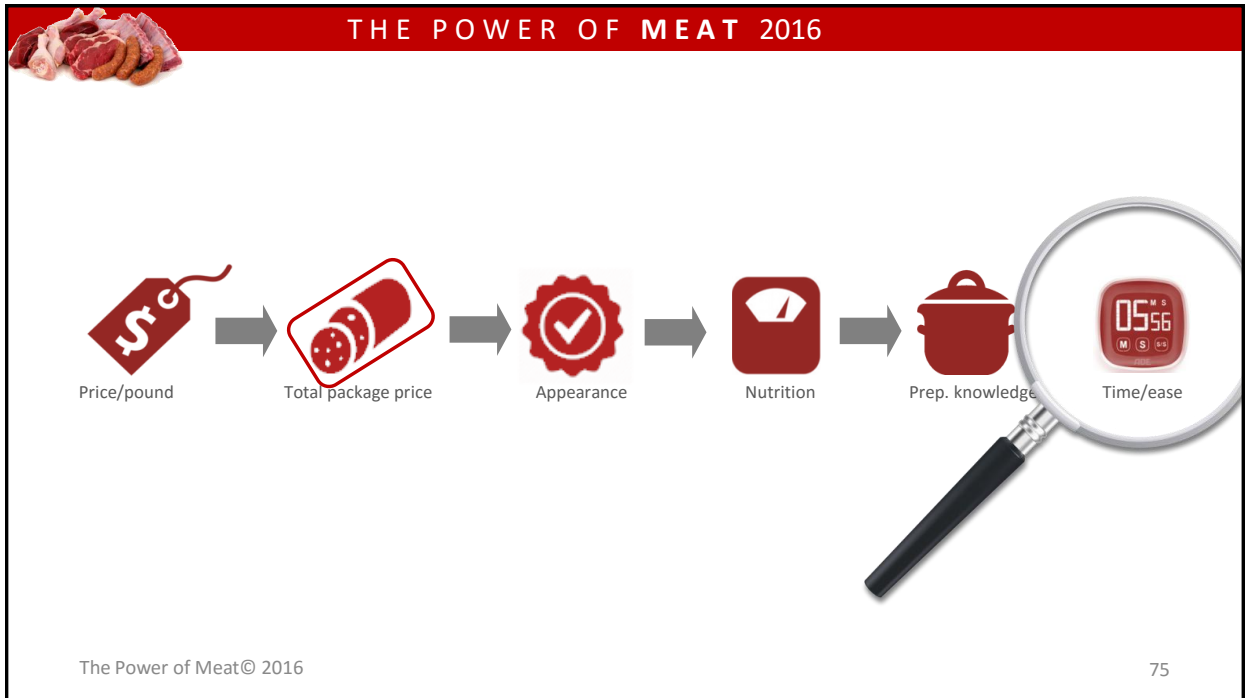 THE POWER OF MEAT 2016
$
05 56
M S
M S S/S
Price/pound
Total package price
Appearance
Nutrition
Prep. knowledge
Time/ease
The Power of Meat© 2016
75